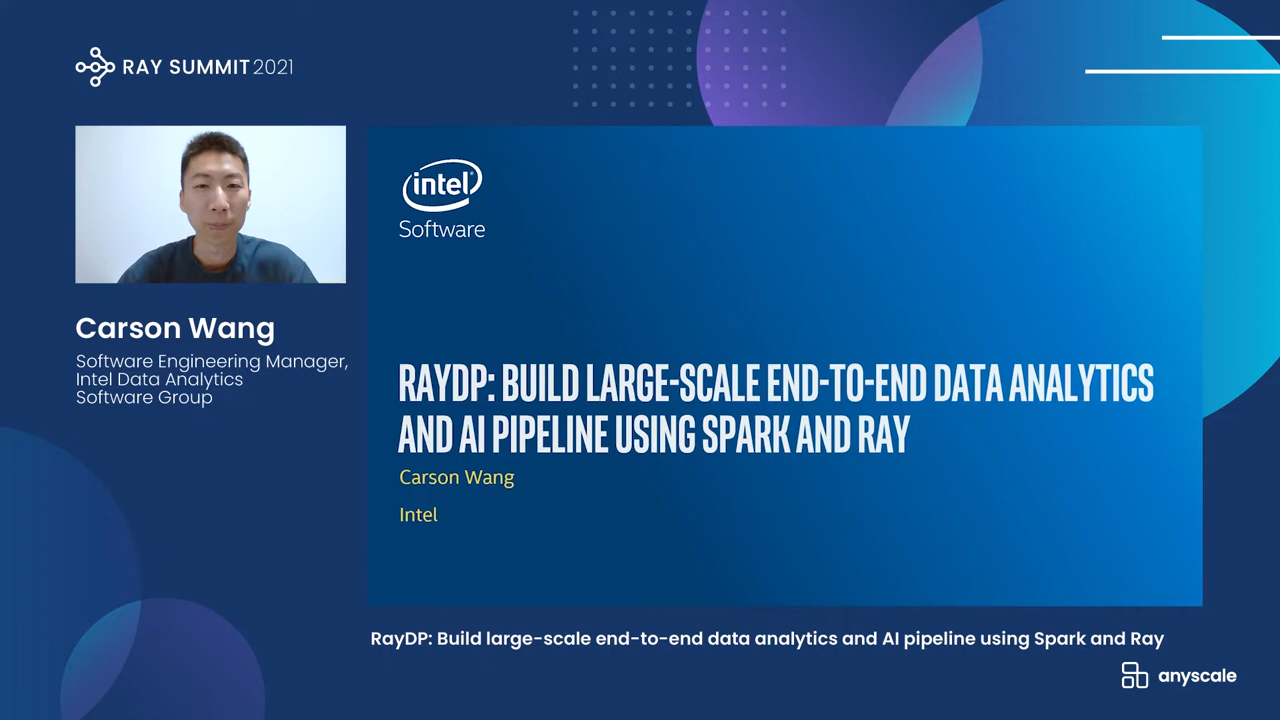 RAY SUMMIT 2021
Carson Wang
Software Engineering Manager,
Intel Data Analytics
Software Group
intel
Software
RAYDP: BUILD LARGE-SCALE END-TO-END DATA ANALYTICS
AND AI PIPELINE USING SPARK AND RAY
Carson Wang
Intel
RayDP: Build large-scale end-to-end data analytics and AI pipeline using Spark and Ray
anyscale